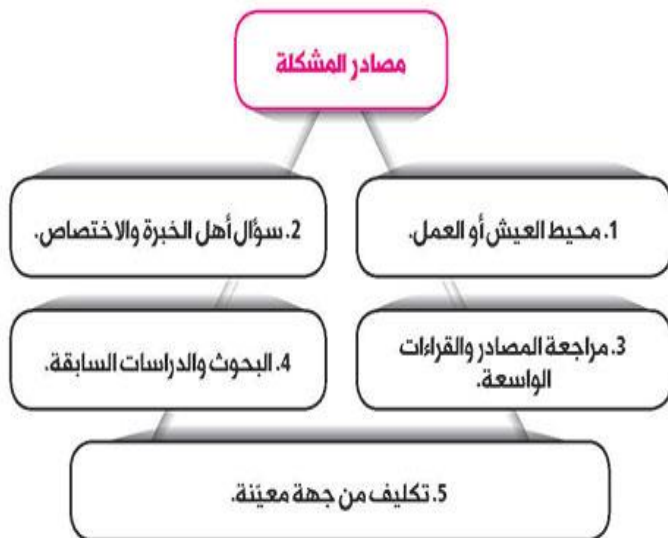 مصادر المشكلة
1. محيط العيش أو العمل.
2. سؤال أهل الخبرة والاختصاص.
3. مراجعة المصادر والقراءات
الواسعة.
4. البحوث والدراسات السابقة.
5. تكليف من جهة معيّنة.